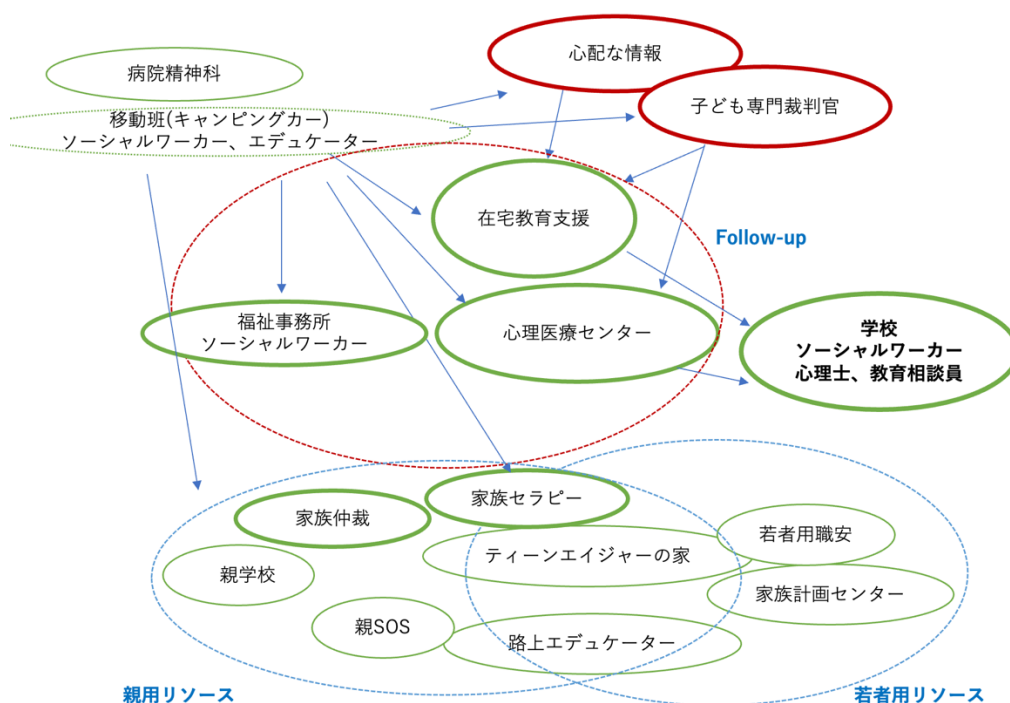 心配な情報
病院精神科
子ども専門裁判官
移動班(キャンピングカー)
ソーシャルワーカー、エデュケーター
在宅教育支援
Follow-up
福祉事務所
ソーシャルワーカー
心理医療センター
学校
ソーシャルワーカー
心理士、教育相談員
家族セラピー
家族仲裁
若者用職安
ティーンエイジャーの家
親学校
家族計画センター
親SOS
路上エデュケーター
親用リソース
若者用リソース